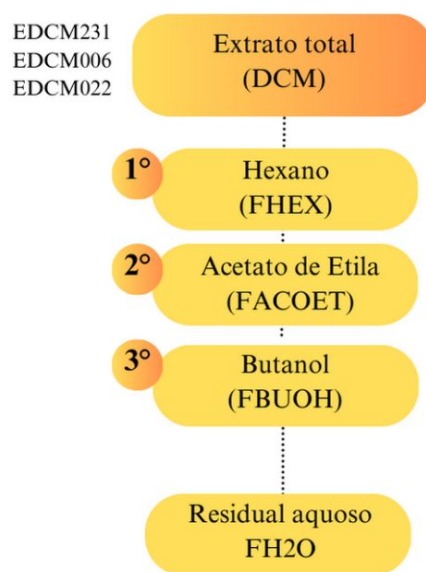 EDCM231
EDCM006
EDCM022
Extrato total
(DCM)
1°
Hexano
(FHEX)
2°
Acetato de Etila
(FACOET)
3°
Butanol
(FBUOH)
Residual aquoso
FH2O